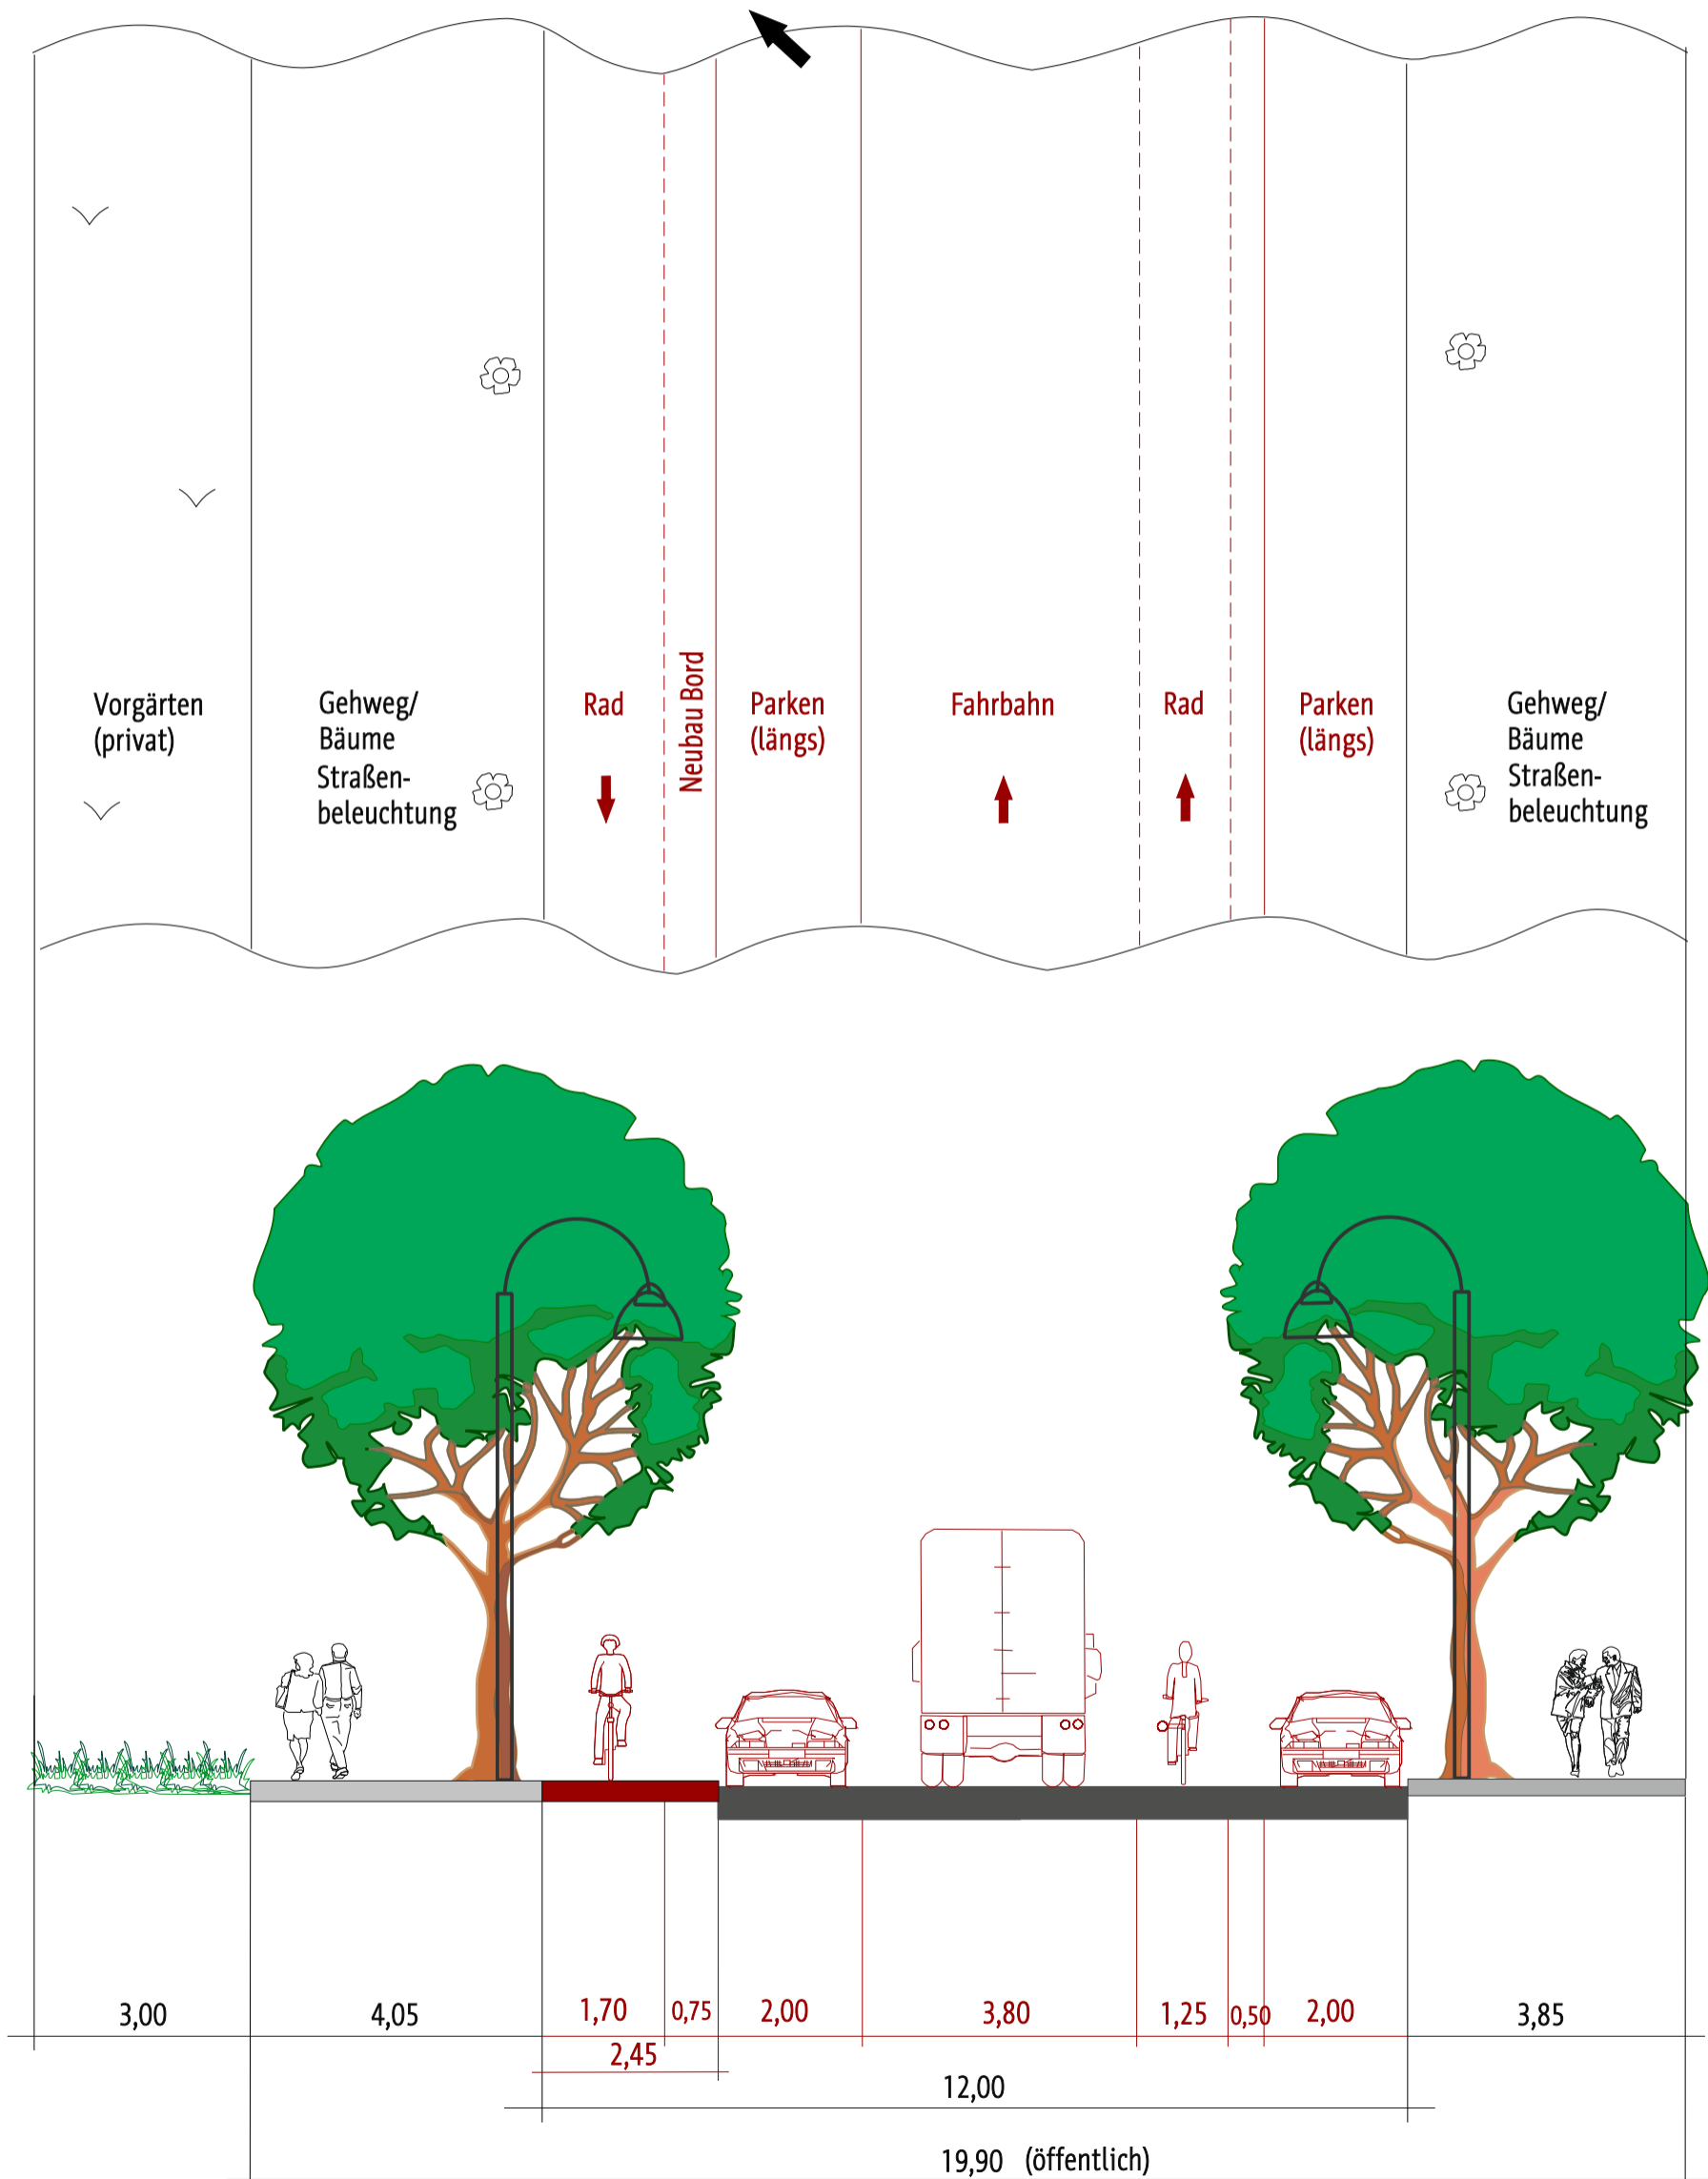 Neubau Bord
Vorgärten
(privat)
Gehweg/
Bäume
Straßen-
beleuchtung
Rad
Parken
(längs)
Fahrbahn
Rad
Parken
(längs)
Gehweg/
Bäume
Straßen-
beleuchtung
3,00
4,05
1,70
0,75
2,00
3,80
1,25
0,50
2,00
3,85
2,45
12,00
19,90 (öffentlich)